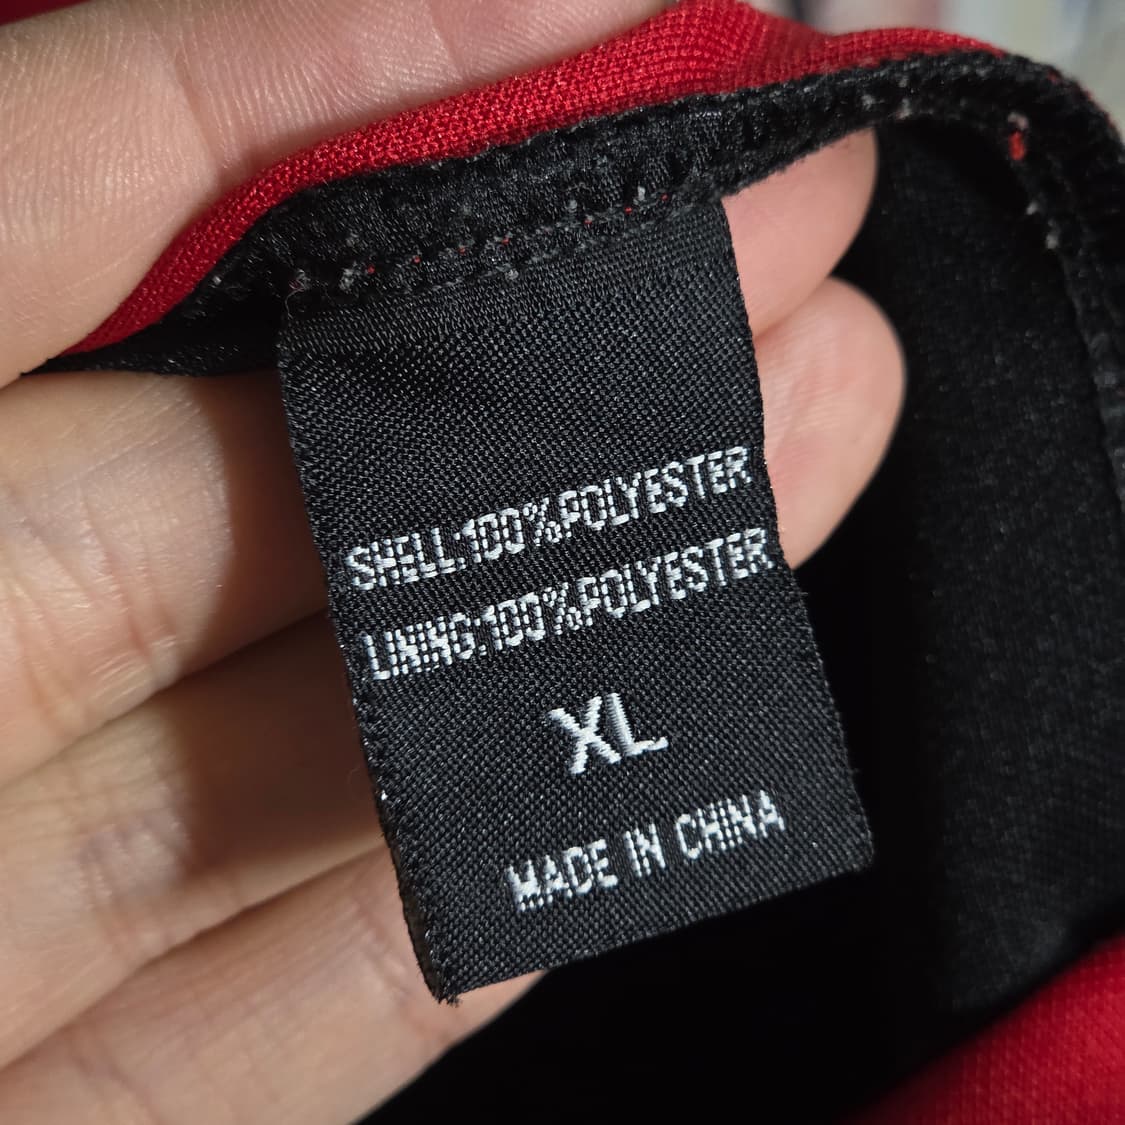 SHELL:100%POLYESTER
LINING:100%POLYESTER
XL
MADE IN CHINA